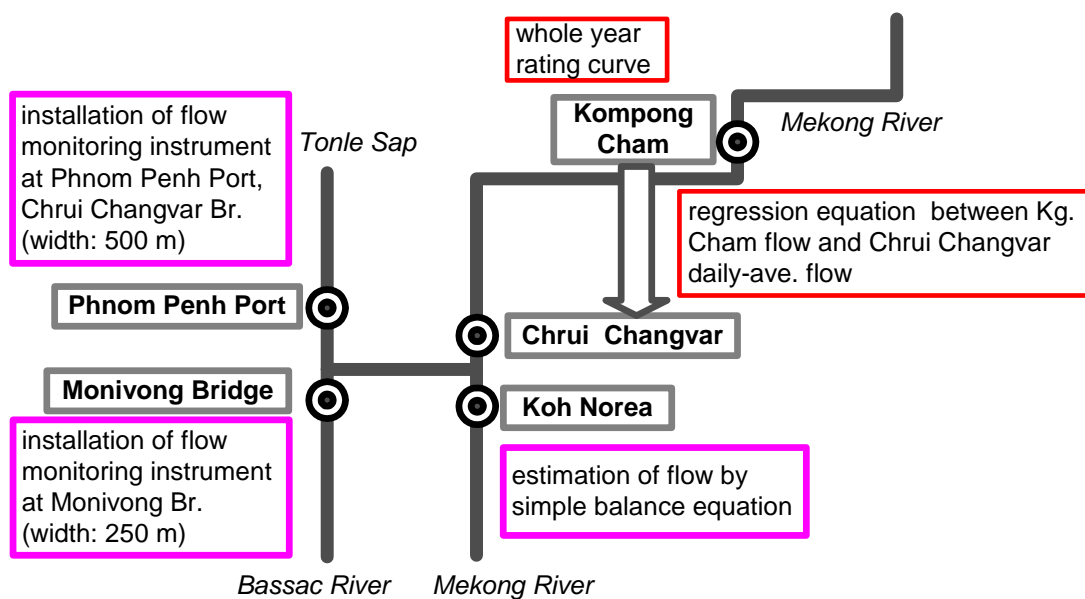 whole year
rating curve
installation of flow
monitoring instrument
at Phnom Penh Port,
Chrui Changvar Br.
(width: 500 m)
Tonle Sap
Kompong
Cham
Mekong River
regression equation between Kg.
Cham flow and Chrui Changvar
daily-ave. flow
Phnom Penh Port
Chrui Changvar
Monivong Bridge
Koh Norea
installation of flow
monitoring instrument
at Monivong Br.
(width: 250 m)
estimation of flow by
simple balance equation
Bassac River
Mekong River